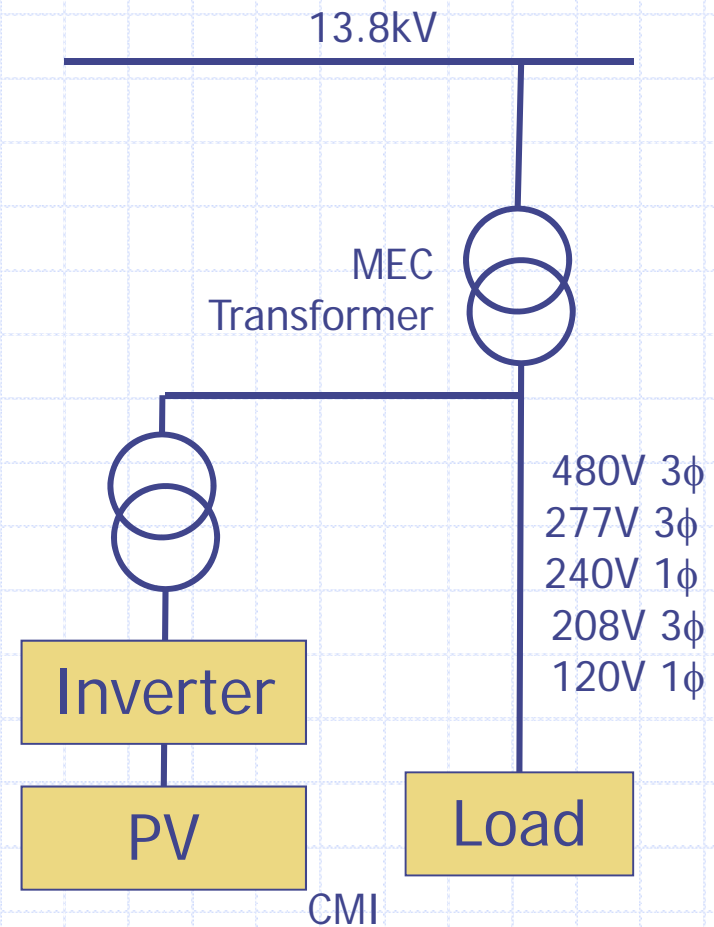 13.8kV
MEC
Transformer
480V 3ϕ
277V 3ϕ
240V 1ϕ
208V 3ϕ
120V 1ϕ
Inverter
PV
Load
CMI